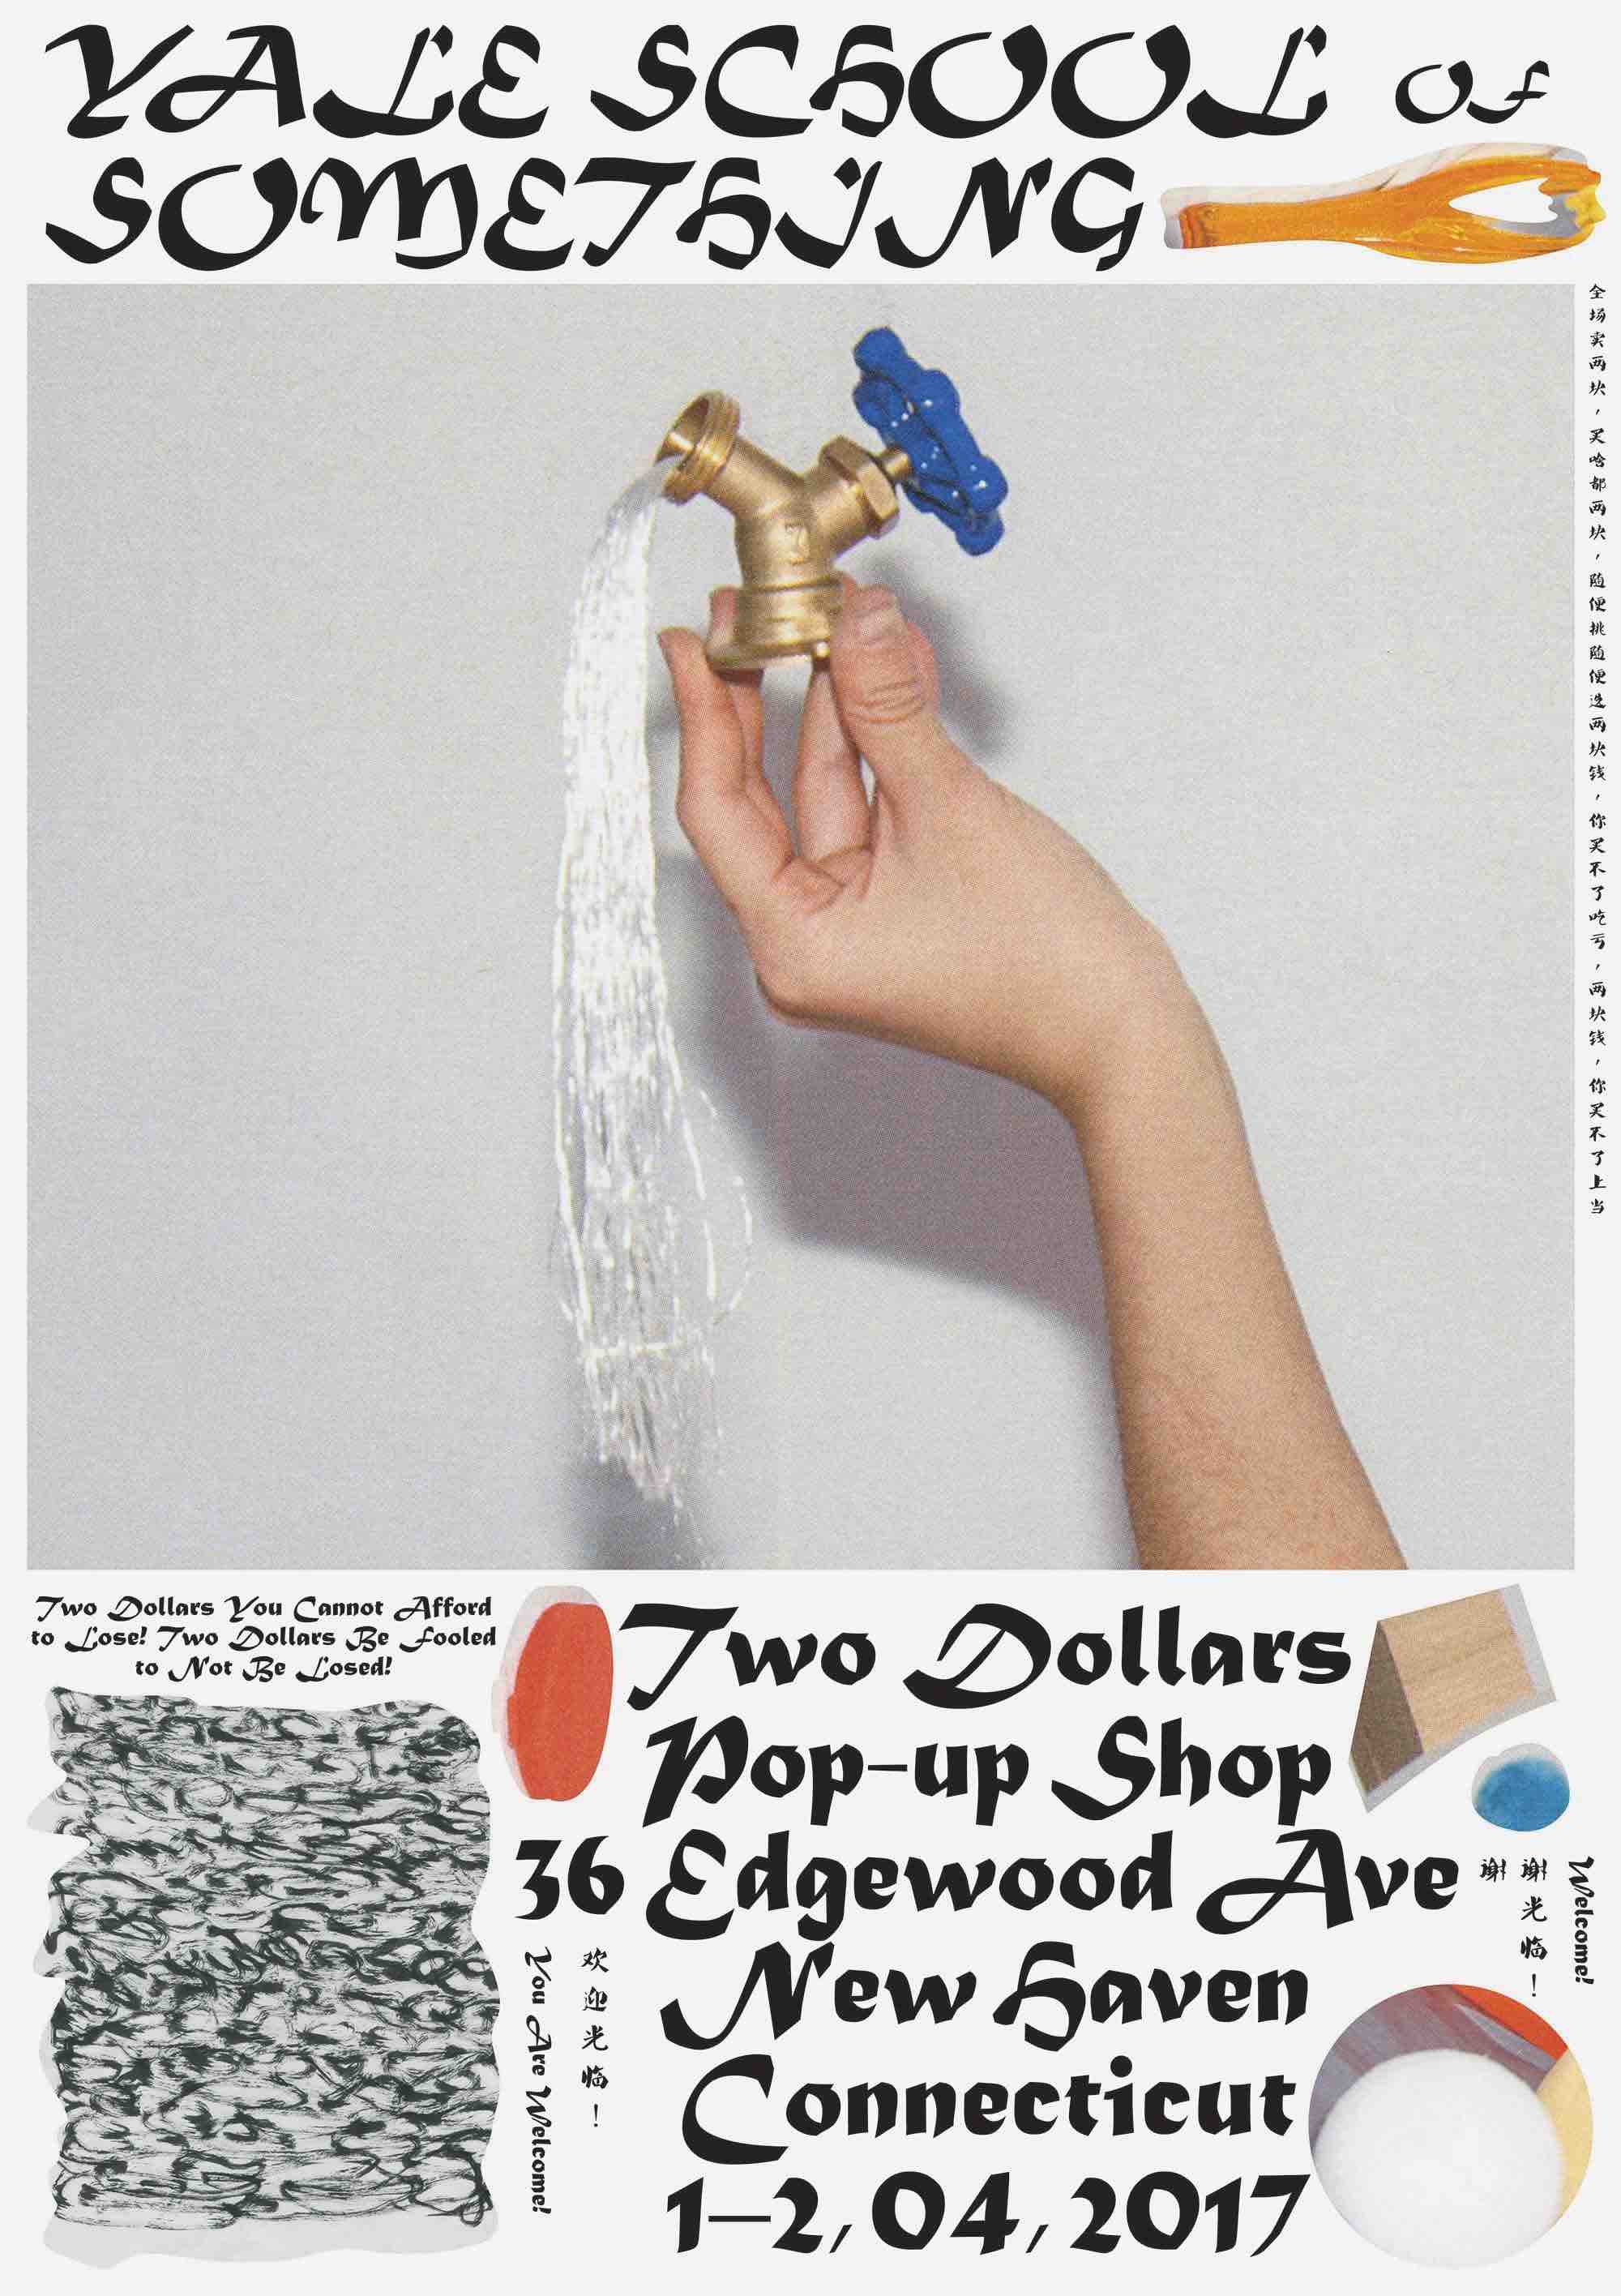 YALE SCHOOL of
SOMETHING
全场卖两块,买啥都两块,随便挑随便选两块钱,你买不了吃亏,两块钱,你买不了上当
Two Dollars You Cannot Afford
to Lose! Two Dollars Be Fooled
to Not Be Losed!
Two Dollars
Pop-up Shop
36 Edgewood Ave
New Haven
Connecticut
1—2, 04, 2017
欢迎光临!
You Are Welcome!
Welcome!
谢光临!
谢